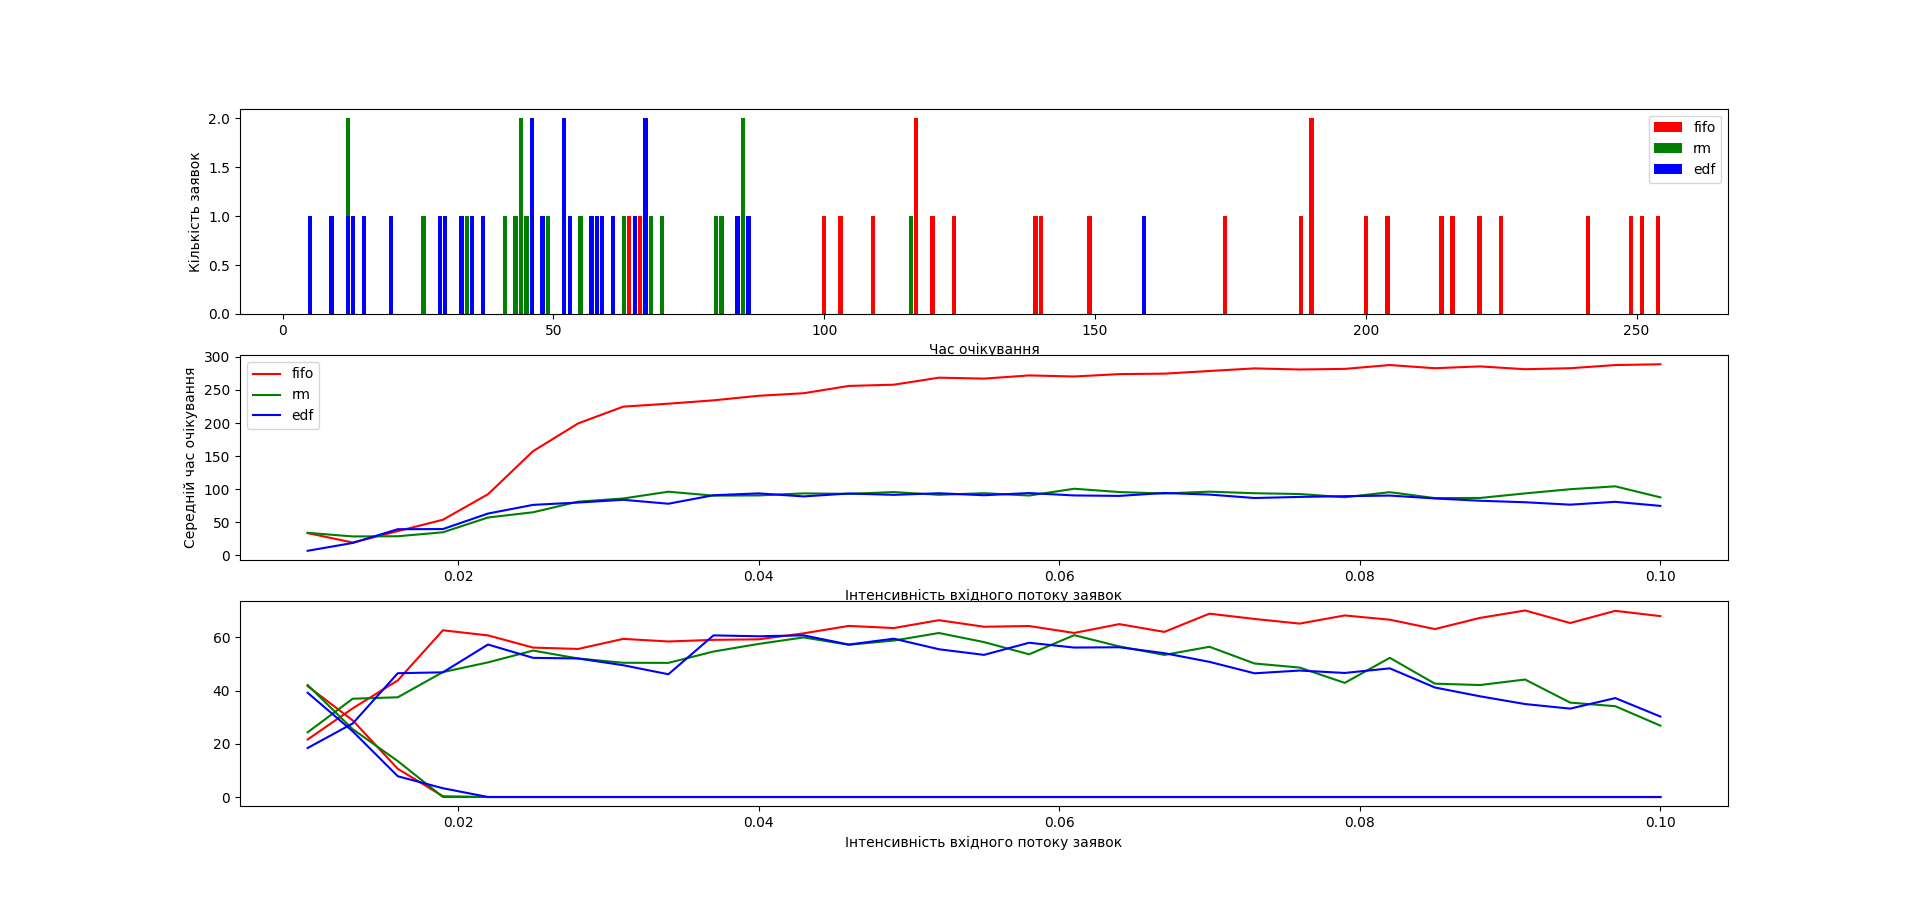 2.0
1.5
1.0
0.5
0.0
Кількість заявок
fifo
rm
edf
0 50 100 150 200 250
Час очікування
300
250
200
150
100
50
0
Середній час очікування
fifo
rm
edf
0.02 0.04 0.06 0.08 0.10
Інтенсивність вхідного потоку заявок
60
40
20
0
0.02 0.04 0.06 0.08 0.10
Інтенсивність вхідного потоку заявок